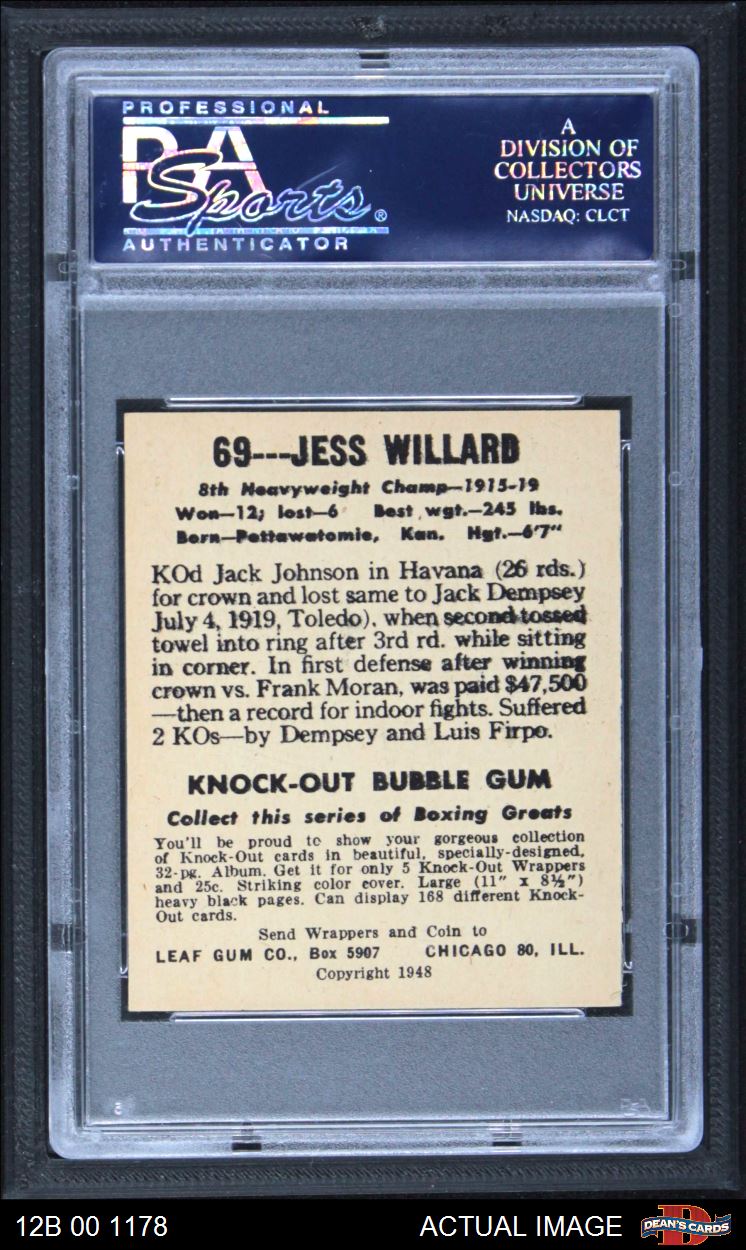 PROFESSIONAL
PSA
Sports®
AUTHENTICATOR
A
DIVISION OF
COLLECTORS
UNIVERSE
NASDAQ: CLCT
69---JESS WILLARD
8th Heavyweight Champ—1915-19
Won—12; lost—6 Best wgt.—245 lbs.
Born—Pottawatomie, Kan. Hgt.—6'7"
KOd Jack Johnson in Havana (26 rds.)
for crown and lost same to Jack Dempsey
July 4, 1919, Toledo), when second tossed
towel into ring after 3rd rd. while sitting
in corner. In first defense after winning
crown vs. Frank Moran, was paid $47,500
—then a record for indoor fights. Suffered
2 KOs—by Dempsey and Luis Firpo.
KNOCK-OUT BUBBLE GUM
Collect this series of Boxing Greats
You'll be proud to show your gorgeous collection
of Knock-Out cards in beautiful, specially-designed,
32-pg. Album. Get it for only 5 Knock-Out Wrappers
and 25c. Striking color cover. Large (11" x 8½")
heavy black pages. Can display 168 different Knock-
Out cards.
Send Wrappers and Coin to
LEAF GUM CO., Box 5907 CHICAGO 80, ILL.
Copyright 1948
12B 00 1178
ACTUAL IMAGE
DEAN'S CARDS